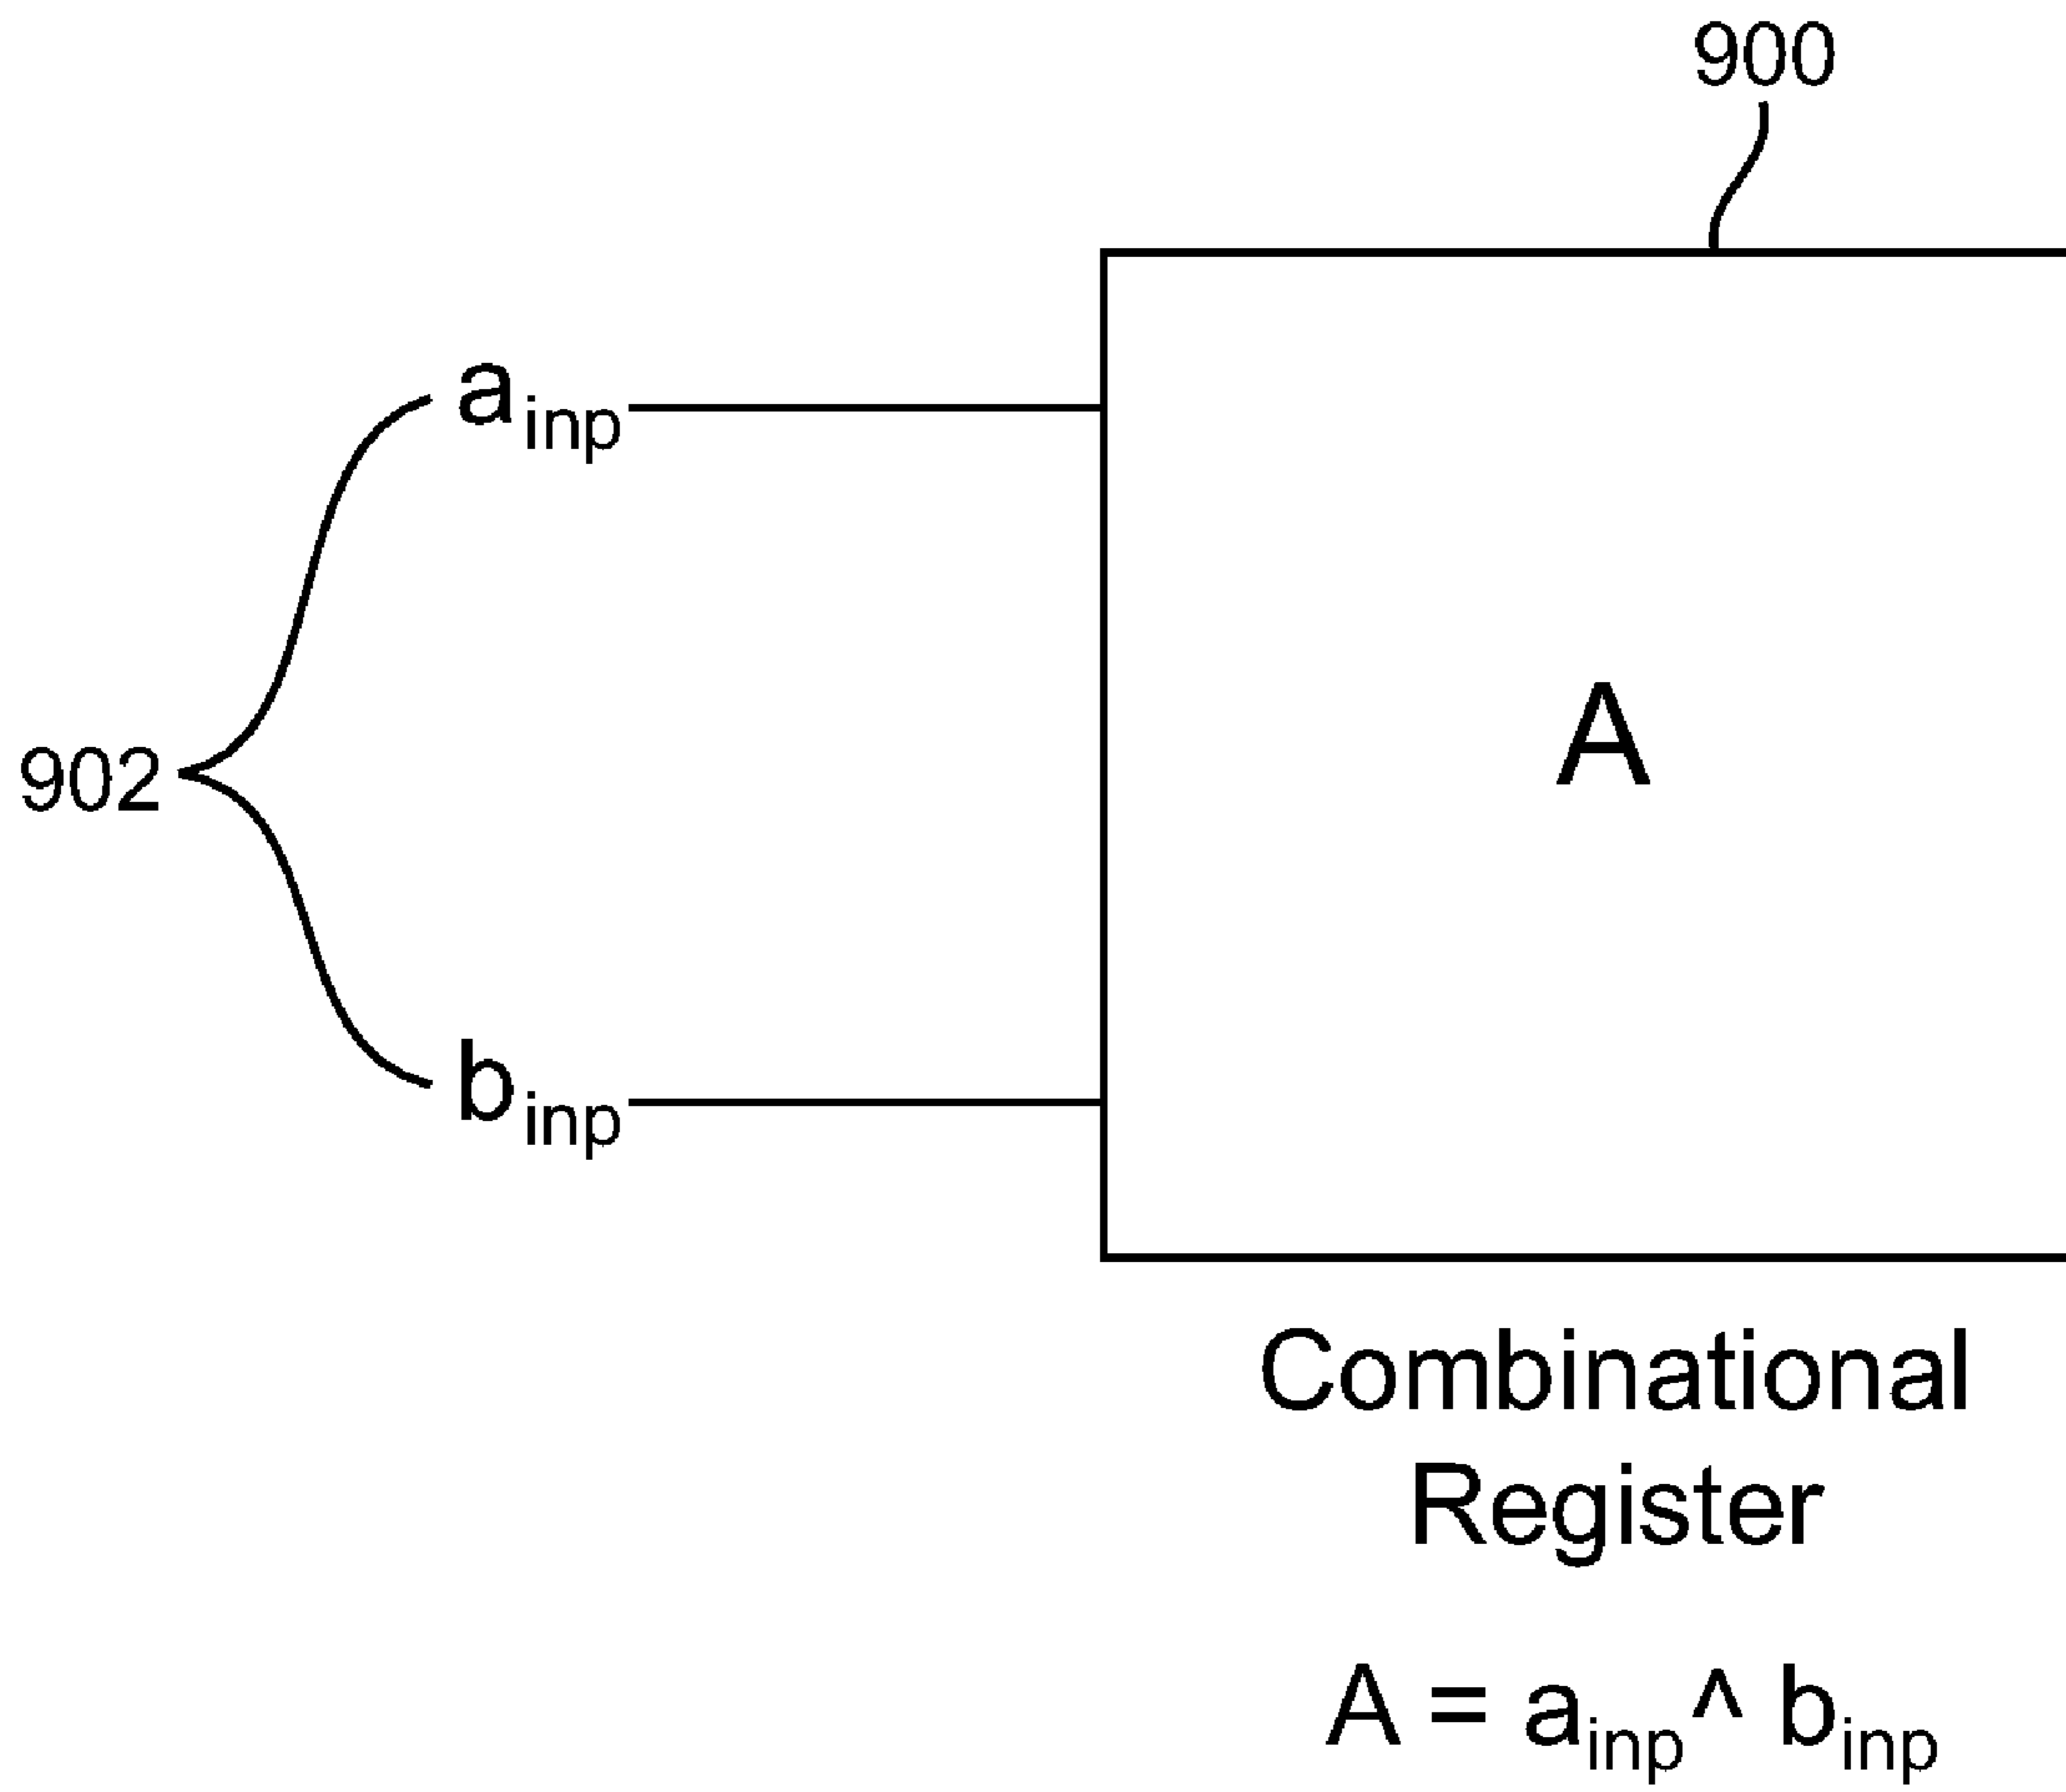 900
a_inp
A
902
b_inp
Combinational
Register
A = a_inp ^ b_inp